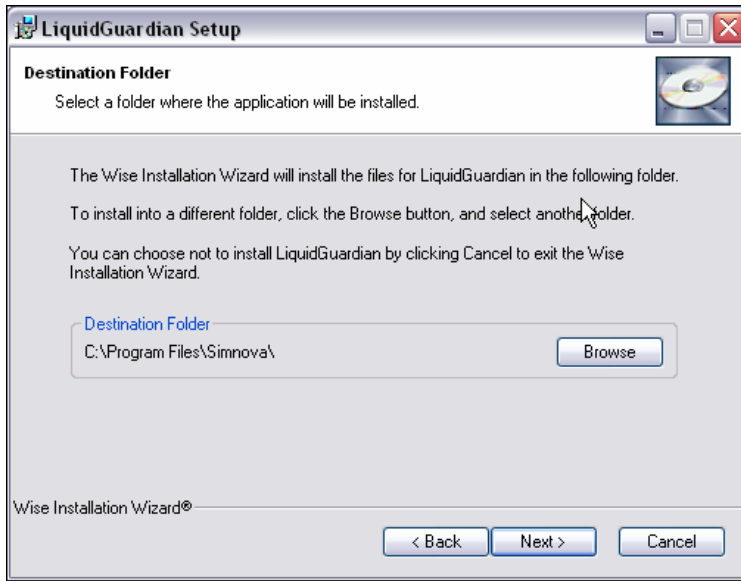 LiquidGuardian Setup
Destination Folder
Select a folder where the application will be installed.
The Wise Installation Wizard will install the files for LiquidGuardian in the following folder.
To install into a different folder, click the Browse button, and select another folder.
You can choose not to install LiquidGuardian by clicking Cancel to exit the Wise
Installation Wizard.
Destination Folder
C:\Program Files\Simnova\
Browse
Wise Installation Wizard®
< Back
Next >
Cancel